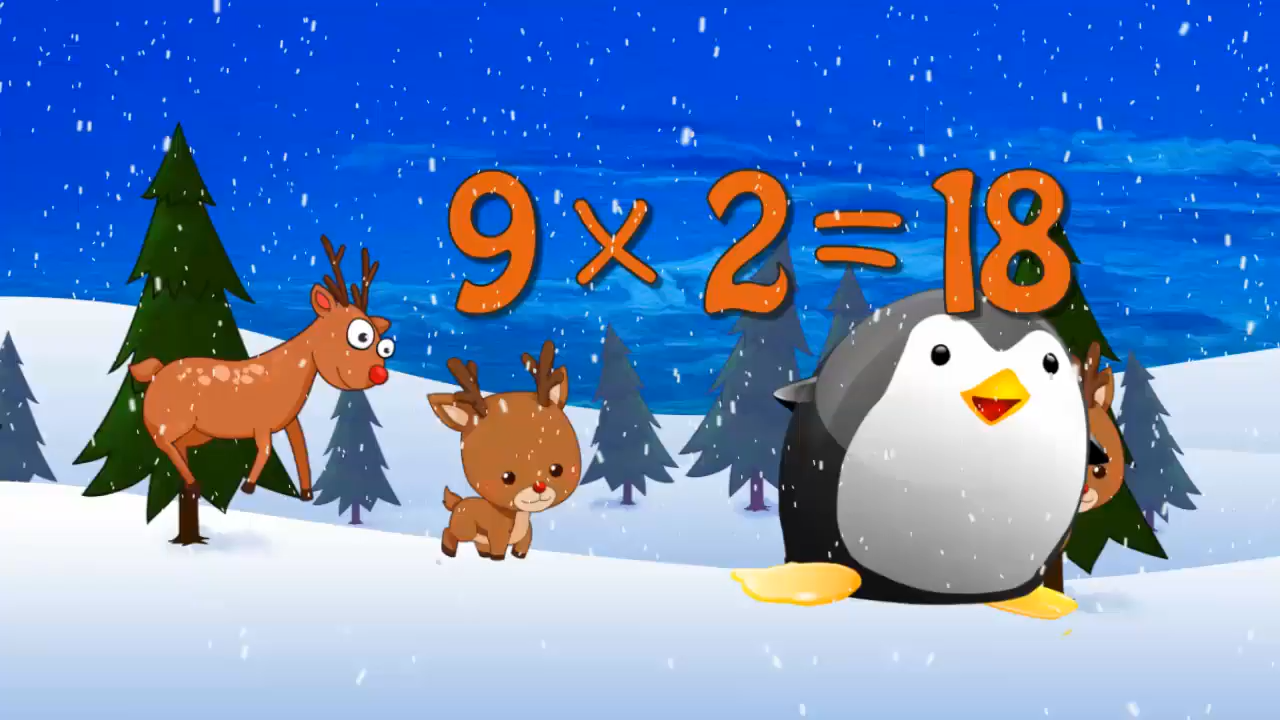 9 × 2 = 18